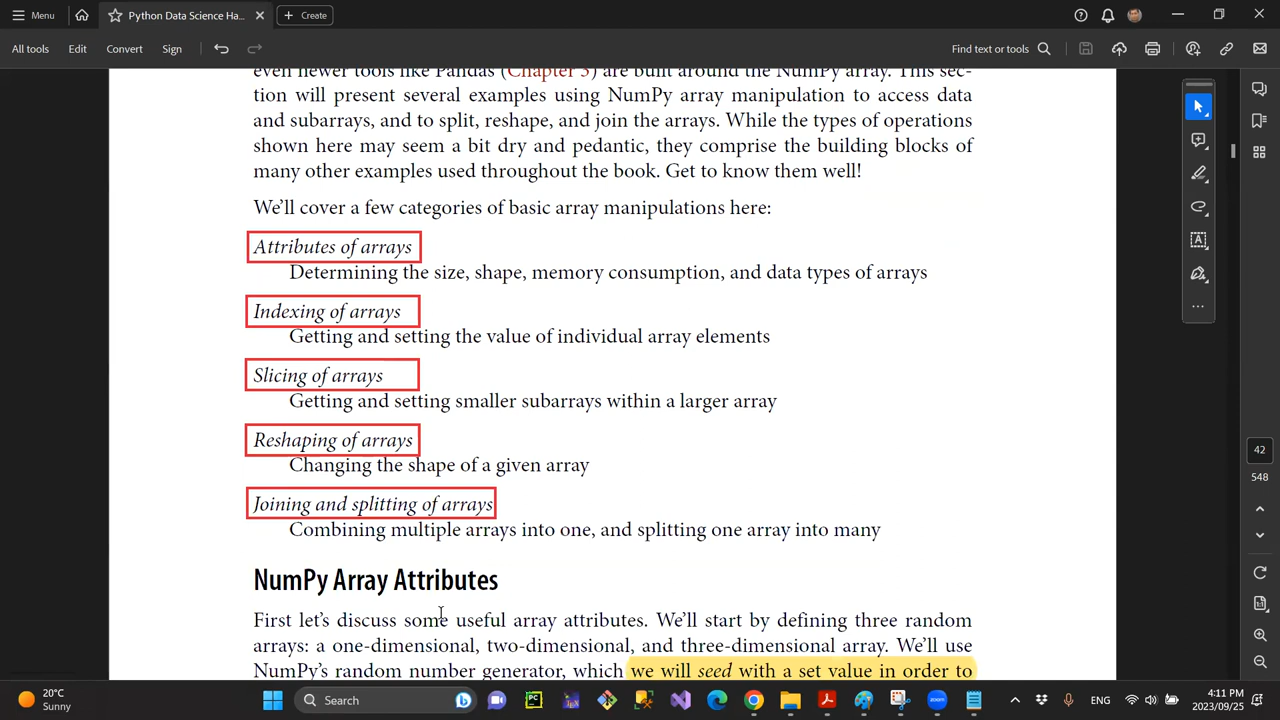 Menu
Python Data Science Ha...
Create
All tools
Edit
Convert
Sign
Find text or tools
even newer tools like Pandas (Chapter 3) are built around the NumPy array. This sec-
tion will present several examples using NumPy array manipulation to access data
and subarrays, and to split, reshape, and join the arrays. While the types of operations
shown here may seem a bit dry and pedantic, they comprise the building blocks of
many other examples used throughout the book. Get to know them well!
We'll cover a few categories of basic array manipulations here:
Attributes of arrays
Determining the size, shape, memory consumption, and data types of arrays
Indexing of arrays
Getting and setting the value of individual array elements
Slicing of arrays
Getting and setting smaller subarrays within a larger array
Reshaping of arrays
Changing the shape of a given array
Joining and splitting of arrays
Combining multiple arrays into one, and splitting one array into many
NumPy Array Attributes
First let's discuss some useful array attributes. We'll start by defining three random
arrays: a one-dimensional, two-dimensional, and three-dimensional array. We'll use
NumPy's random number generator, which we will seed with a set value in order to
42
548
20°C
Sunny
Search
ENG
4:11 PM
2023/09/25